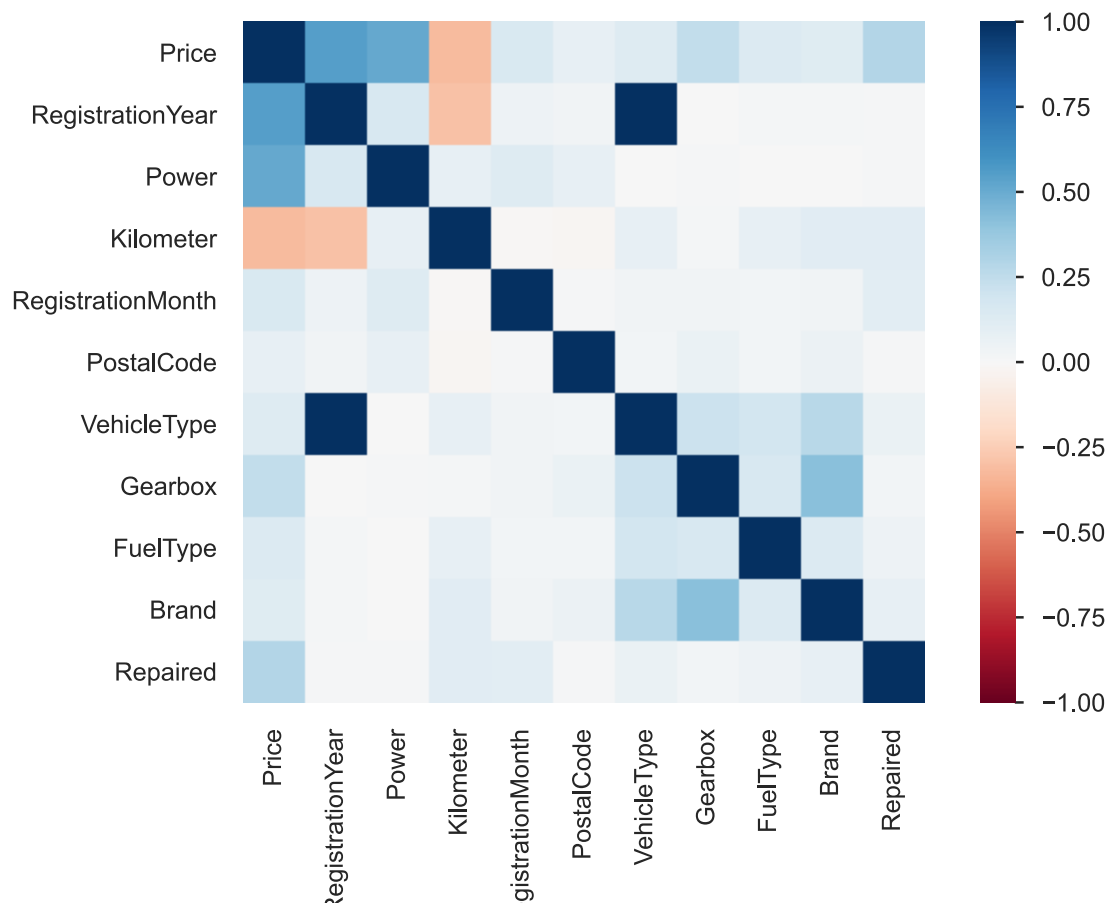 Price
RegistrationYear
Power
Kilometer
RegistrationMonth
PostalCode
VehicleType
Gearbox
FuelType
Brand
Repaired
1.00
0.75
0.50
0.25
0.00
−0.25
−0.50
−0.75
−1.00
Price
RegistrationYear
Power
Kilometer
gistrationMonth
PostalCode
VehicleType
Gearbox
FuelType
Brand
Repaired